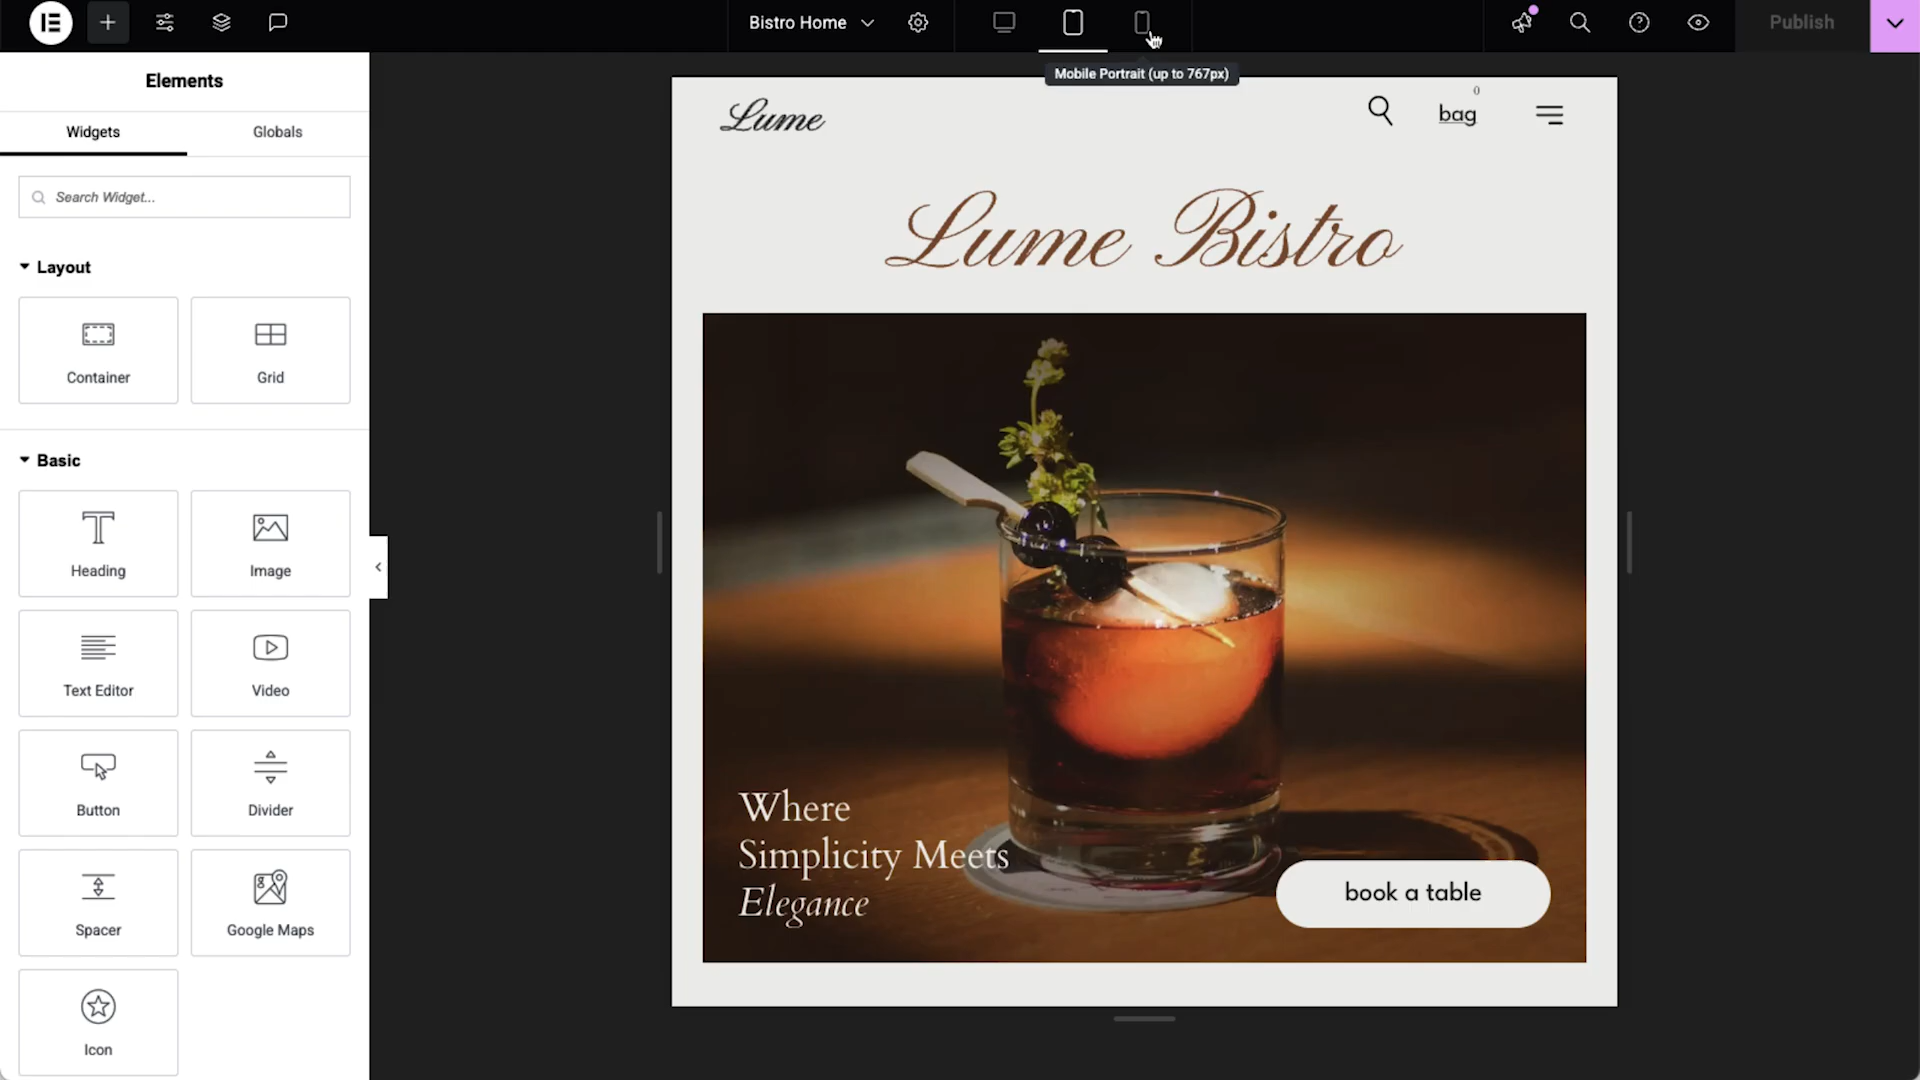 Bistro Home
Publish
Mobile Portrait (up to 767px)
Elements
Widgets
Globals
Search Widget...
Layout
Container
Grid
Basic
Heading
Image
Text Editor
Video
Button
Divider
Spacer
Google Maps
Icon
Lume
bag
0
Lume Bistro
Where
Simplicity Meets
Elegance
book a table